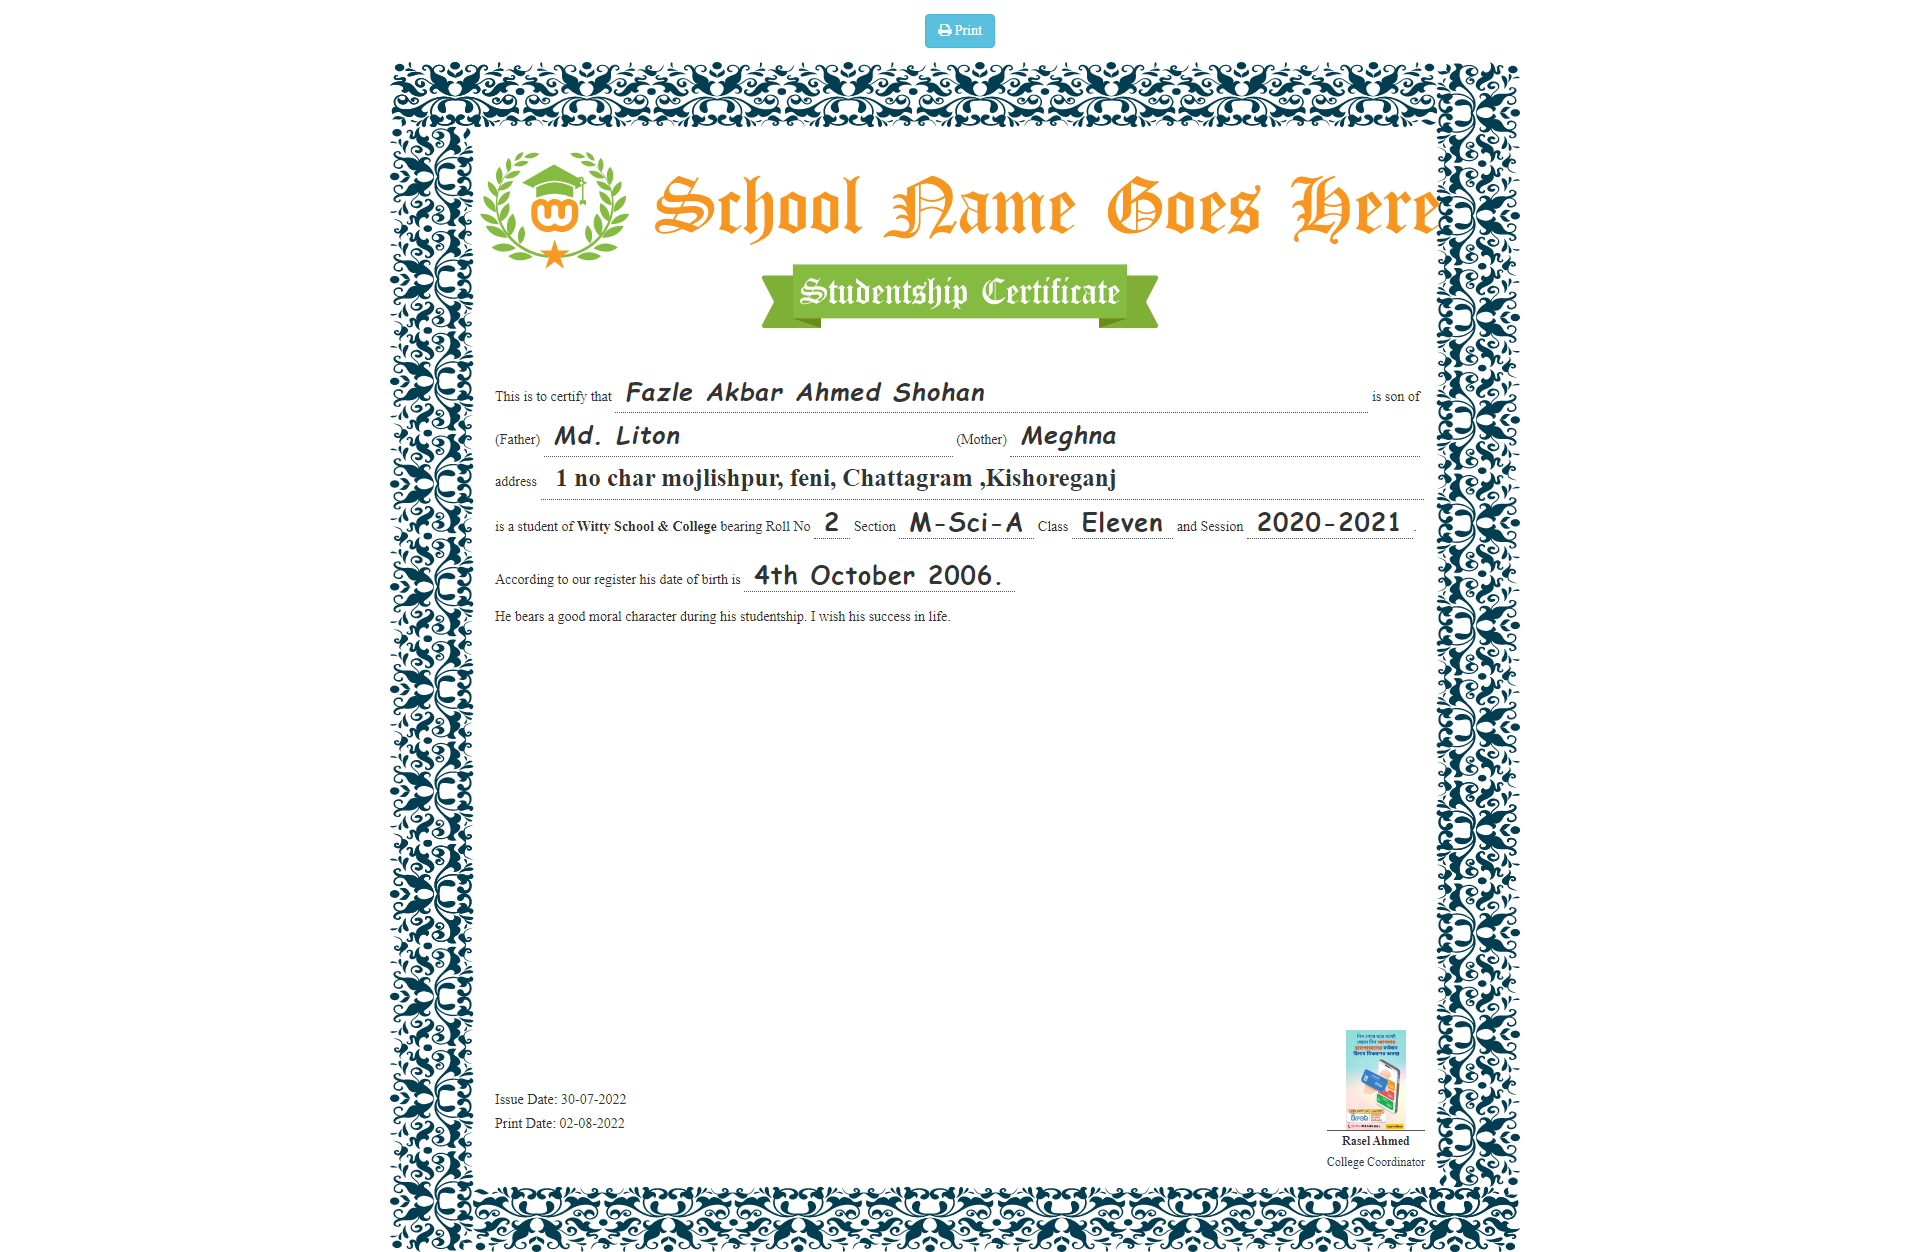 Print
School Name Goes Here
Studentship Certificate
This is to certify that Fazle Akbar Ahmed Shohan is son of
(Father) Md. Liton (Mother) Meghna
address 1 no char mojlishpur, feni, Chattagram ,Kishoreganj
is a student of Witty School & College bearing Roll No 2 Section M-Sci-A Class Eleven and Session 2020-2021 .
According to our register his date of birth is 4th October 2006.
He bears a good moral character during his studentship. I wish his success in life.
Issue Date: 30-07-2022
Print Date: 02-08-2022
Rasel Ahmed
College Coordinator